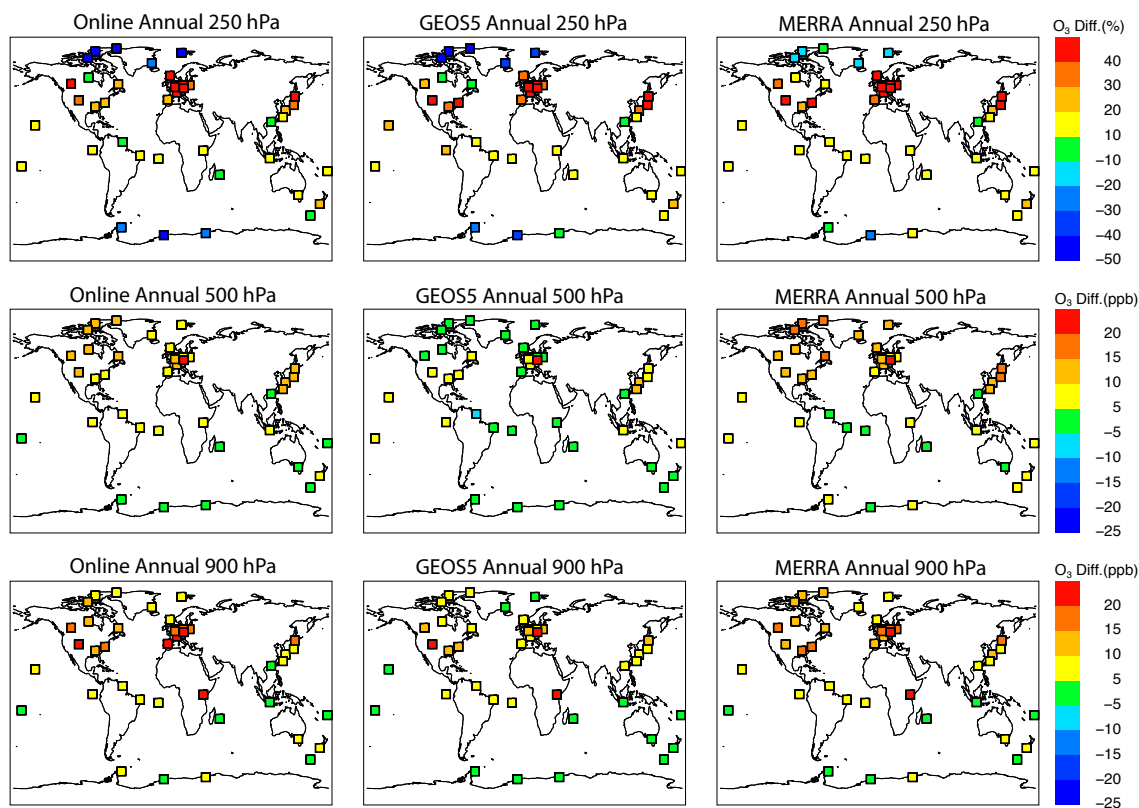 Online Annual 250 hPa
GEOS5 Annual 250 hPa
MERRA Annual 250 hPa
O₃ Diff.(%)
40
30
20
10
−10
−20
−30
−40
−50
Online Annual 500 hPa
GEOS5 Annual 500 hPa
MERRA Annual 500 hPa
O₃ Diff.(ppb)
20
15
10
5
−5
−10
−15
−20
−25
Online Annual 900 hPa
GEOS5 Annual 900 hPa
MERRA Annual 900 hPa
O₃ Diff.(ppb)
20
15
10
5
−5
−10
−15
−20
−25